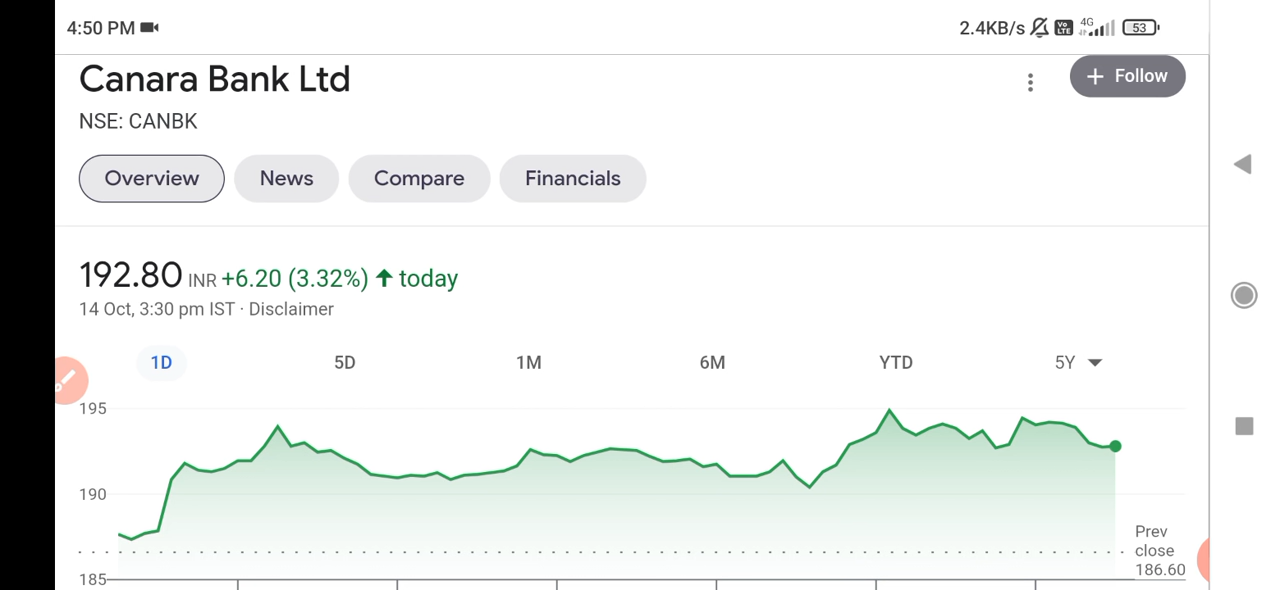 4:50 PM
2.4KB/s Vo LTE 4G 53
Canara Bank Ltd
+ Follow
NSE: CANBK
Overview News Compare Financials
192.80 INR +6.20 (3.32%) ↑ today
14 Oct, 3:30 pm IST · Disclaimer
1D 5D 1M 6M YTD 5Y
195
190
Prev
close
186.60
185